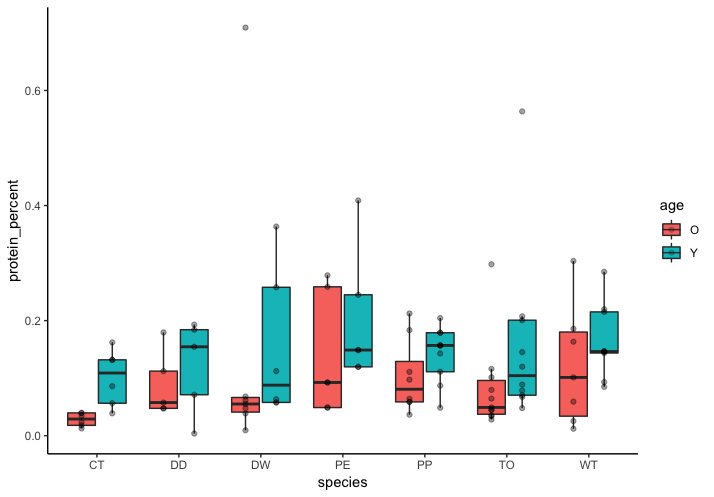 protein_percent
0.6
0.4
0.2
0.0
CT DD DW PE PP TO WT
species
age
O
Y